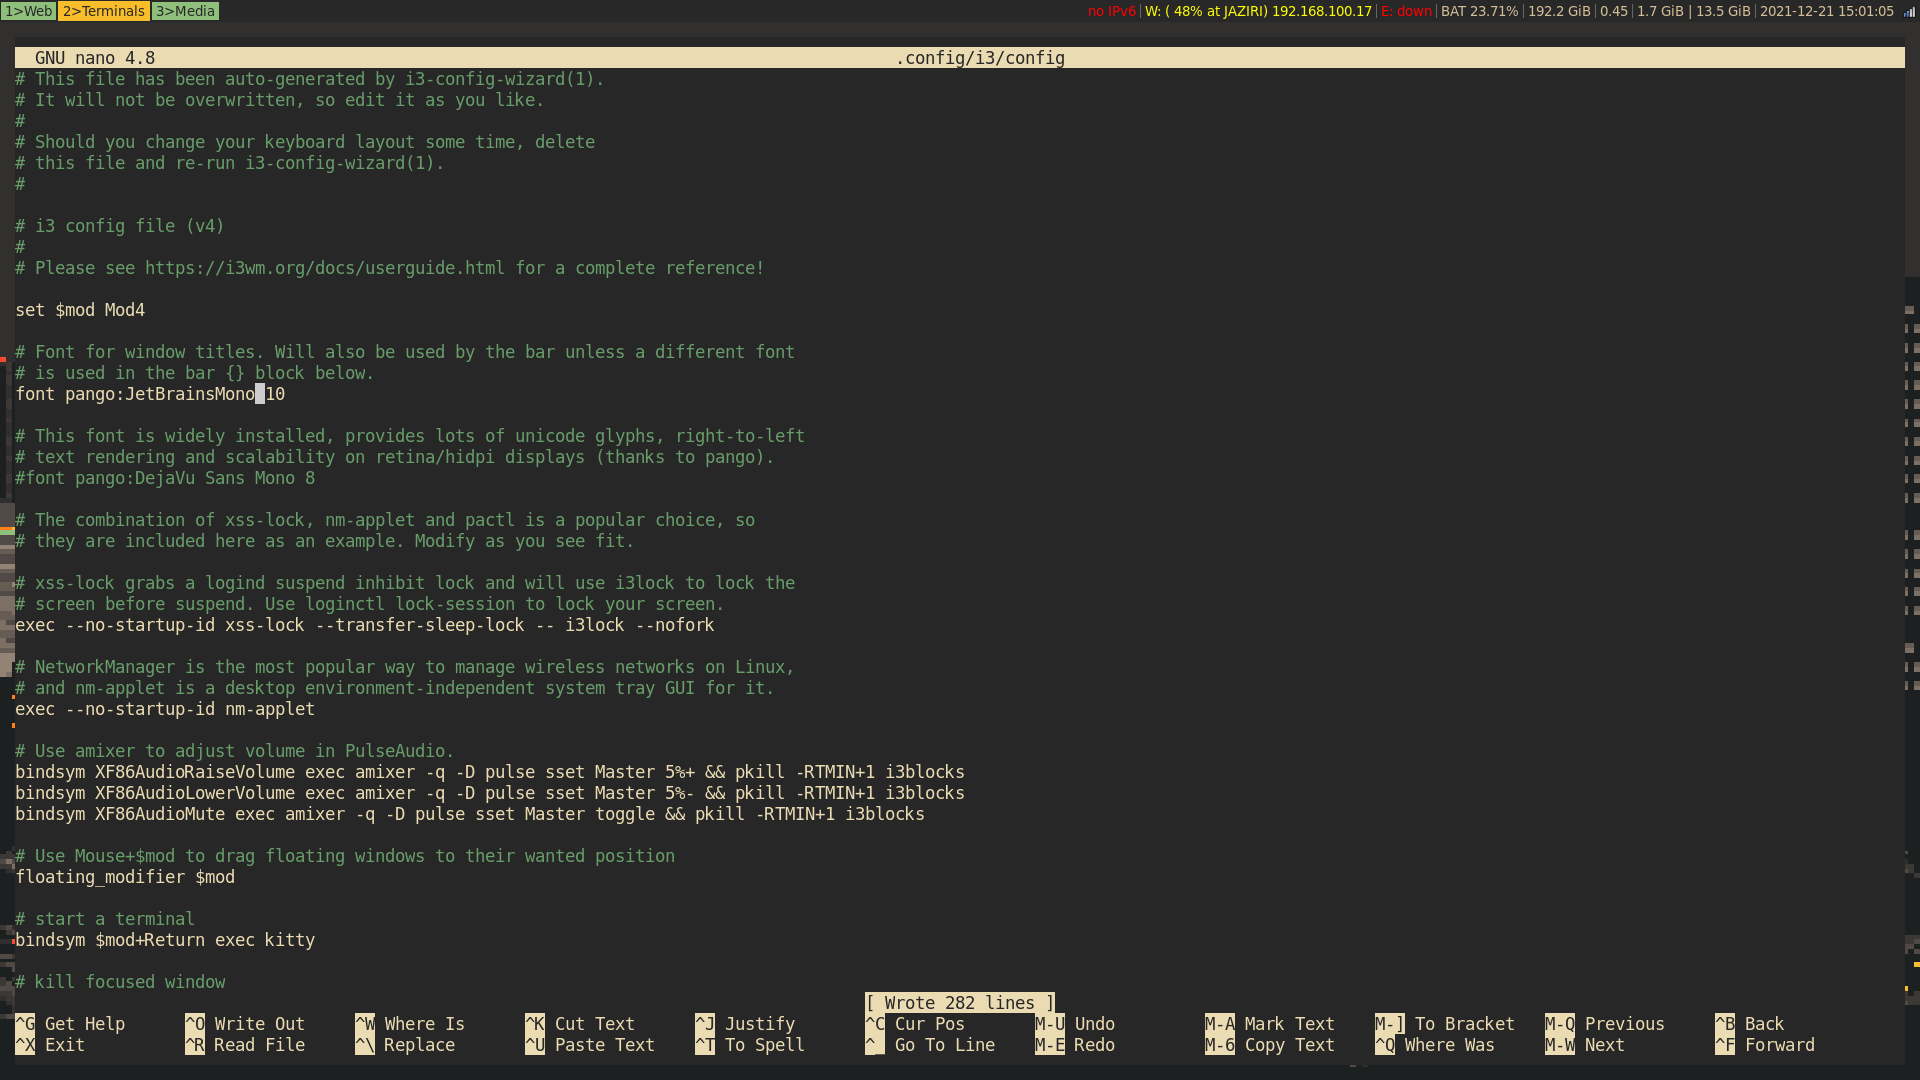 1>Web 2>Terminals 3>Media no IPv6 | W: ( 48% at JAZIRI) 192.168.100.17 | E: down | BAT 23.71% | 192.2 GiB | 0.45 | 1.7 GiB | 13.5 GiB | 2021-12-21 15:01:05
GNU nano 4.8 .config/i3/config
# This file has been auto-generated by i3-config-wizard(1).
# It will not be overwritten, so edit it as you like.
#
# Should you change your keyboard layout some time, delete
# this file and re-run i3-config-wizard(1).
#
# i3 config file (v4)
#
# Please see https://i3wm.org/docs/userguide.html for a complete reference!
set $mod Mod4
# Font for window titles. Will also be used by the bar unless a different font
# is used in the bar {} block below.
font pango:JetBrainsMono 10
# This font is widely installed, provides lots of unicode glyphs, right-to-left
# text rendering and scalability on retina/hidpi displays (thanks to pango).
#font pango:DejaVu Sans Mono 8
# The combination of xss-lock, nm-applet and pactl is a popular choice, so
# they are included here as an example. Modify as you see fit.
# xss-lock grabs a logind suspend inhibit lock and will use i3lock to lock the
# screen before suspend. Use loginctl lock-session to lock your screen.
exec --no-startup-id xss-lock --transfer-sleep-lock -- i3lock --nofork
# NetworkManager is the most popular way to manage wireless networks on Linux,
# and nm-applet is a desktop environment-independent system tray GUI for it.
exec --no-startup-id nm-applet
# Use amixer to adjust volume in PulseAudio.
bindsym XF86AudioRaiseVolume exec amixer -q -D pulse sset Master 5%+ && pkill -RTMIN+1 i3blocks
bindsym XF86AudioLowerVolume exec amixer -q -D pulse sset Master 5%- && pkill -RTMIN+1 i3blocks
bindsym XF86AudioMute exec amixer -q -D pulse sset Master toggle && pkill -RTMIN+1 i3blocks
# Use Mouse+$mod to drag floating windows to their wanted position
floating_modifier $mod
# start a terminal
bindsym $mod+Return exec kitty
# kill focused window
[ Wrote 282 lines ]
^G Get Help ^O Write Out ^W Where Is ^K Cut Text ^J Justify ^C Cur Pos M-U Undo M-A Mark Text M-] To Bracket M-Q Previous ^B Back
^X Exit ^R Read File ^\ Replace ^U Paste Text ^T To Spell ^_ Go To Line M-E Redo M-6 Copy Text ^Q Where Was M-W Next ^F Forward